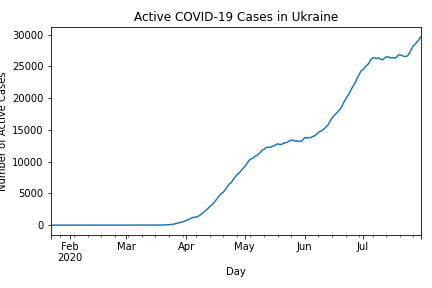 Active COVID-19 Cases in Ukraine
Number of Active Cases
30000
25000
20000
15000
10000
5000
0
Feb
2020
Mar
Apr
May
Jun
Jul
Day